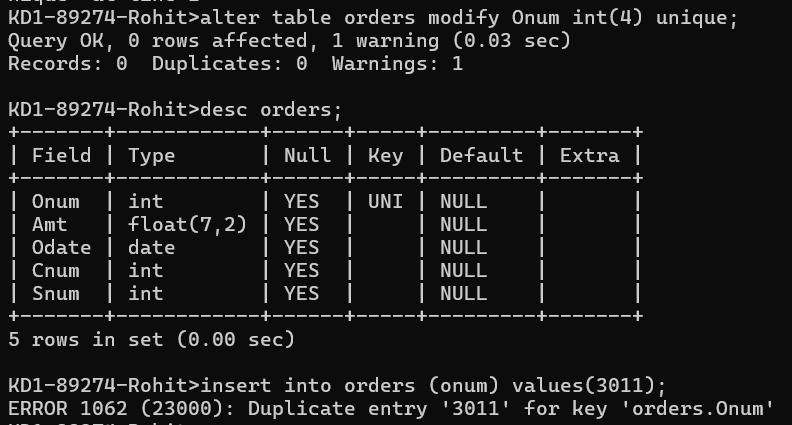 KD1-89274-Rohit>alter table orders modify Onum int(4) unique;
Query OK, 0 rows affected, 1 warning (0.03 sec)
Records: 0  Duplicates: 0  Warnings: 1
KD1-89274-Rohit>desc orders;
+-------+------------+------+-----+---------+-------+
| Field | Type       | Null | Key | Default | Extra |
+-------+------------+------+-----+---------+-------+
| Onum  | int        | YES  | UNI | NULL    |       |
| Amt   | float(7,2) | YES  |     | NULL    |       |
| Odate | date       | YES  |     | NULL    |       |
| Cnum  | int        | YES  |     | NULL    |       |
| Snum  | int        | YES  |     | NULL    |       |
+-------+------------+------+-----+---------+-------+
5 rows in set (0.00 sec)
KD1-89274-Rohit>insert into orders (onum) values(3011);
ERROR 1062 (23000): Duplicate entry '3011' for key 'orders.Onum'